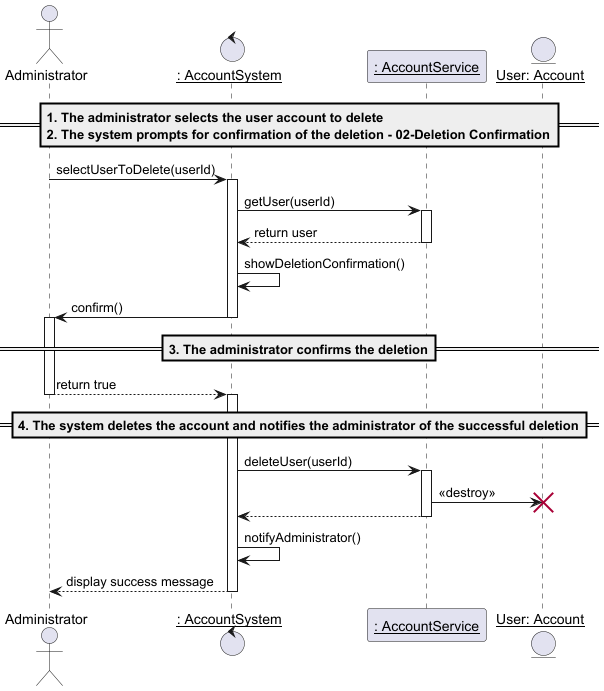 Administrator
: AccountSystem
: AccountService
User: Account
1. The administrator selects the user account to delete
2. The system prompts for confirmation of the deletion - 02-Deletion Confirmation
selectUserToDelete(userId)
getUser(userId)
return user
showDeletionConfirmation()
confirm()
3. The administrator confirms the deletion
return true
4. The system deletes the account and notifies the administrator of the successful deletion
deleteUser(userId)
«destroy»
notifyAdministrator()
display success message
Administrator
: AccountSystem
: AccountService
User: Account